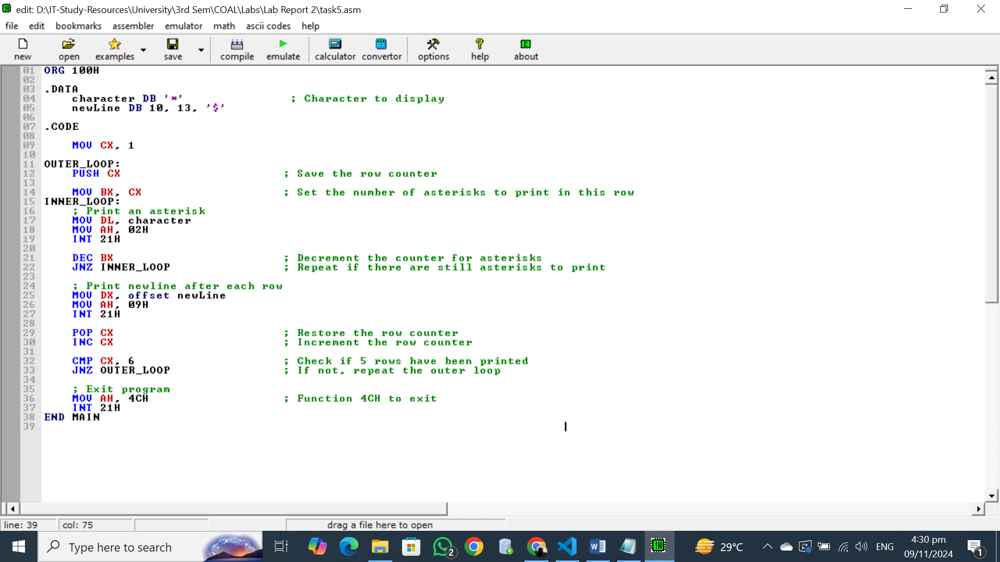 edit: D:\IT-Study-Resources\University\3rd Sem\COAL\Labs\Lab Report 2\task5.asm
file edit bookmarks assembler emulator math ascii codes help
new open examples save compile emulate calculator convertor options help about
01 ORG 100H
02
03 .DATA
04 character DB '*' ; Character to display
05 newLine DB 10, 13, '$'
06
07 .CODE
08
09 MOV CX, 1
10
11 OUTER_LOOP:
12 PUSH CX ; Save the row counter
13
14 MOV BX, CX ; Set the number of asterisks to print in this row
15 INNER_LOOP:
16 ; Print an asterisk
17 MOV DL, character
18 MOV AH, 02H
19 INT 21H
20
21 DEC BX ; Decrement the counter for asterisks
22 JNZ INNER_LOOP ; Repeat if there are still asterisks to print
23
24 ; Print newline after each row
25 MOV DX, offset newLine
26 MOV AH, 09H
27 INT 21H
28
29 POP CX ; Restore the row counter
30 INC CX ; Increment the row counter
31
32 CMP CX, 6 ; Check if 5 rows have been printed
33 JNZ OUTER_LOOP ; If not, repeat the outer loop
34
35 ; Exit program
36 MOV AH, 4CH ; Function 4CH to exit
37 INT 21H
38 END MAIN
39
line: 39 col: 75 drag a file here to open
Type here to search 2 29°C ENG 4:30 pm 1
09/11/2024